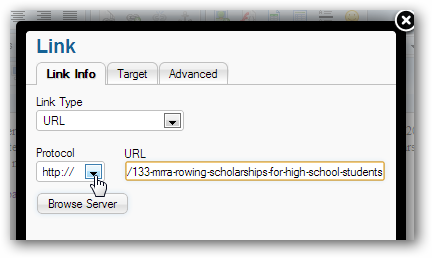 Link
Link Info Target Advanced
Link Type
URL
Protocol URL
http:// /133-mrra-rowing-scholarships-for-high-school-students
Browse Server